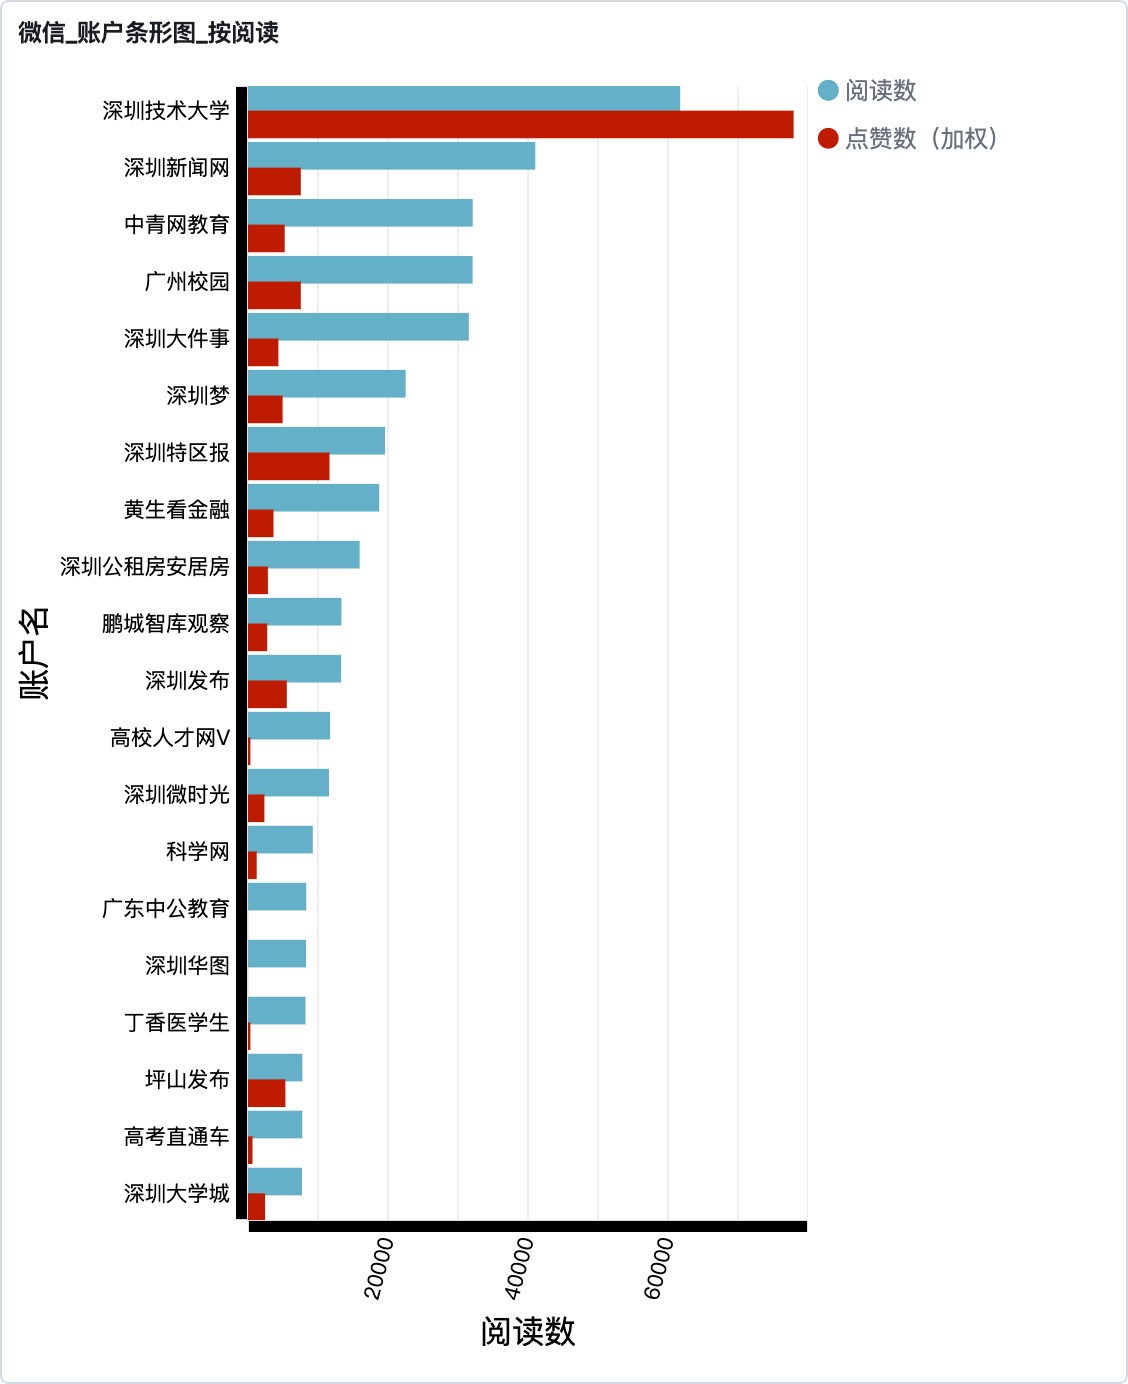 微信_账户条形图_按阅读
阅读数
点赞数（加权）
深圳技术大学
深圳新闻网
中青网教育
广州校园
深圳大件事
深圳梦
深圳特区报
黄生看金融
深圳公租房安居房
鹏城智库观察
深圳发布
高校人才网V
深圳微时光
科学网
广东中公教育
深圳华图
丁香医学生
坪山发布
高考直通车
深圳大学城
账户名
20000
40000
60000
阅读数